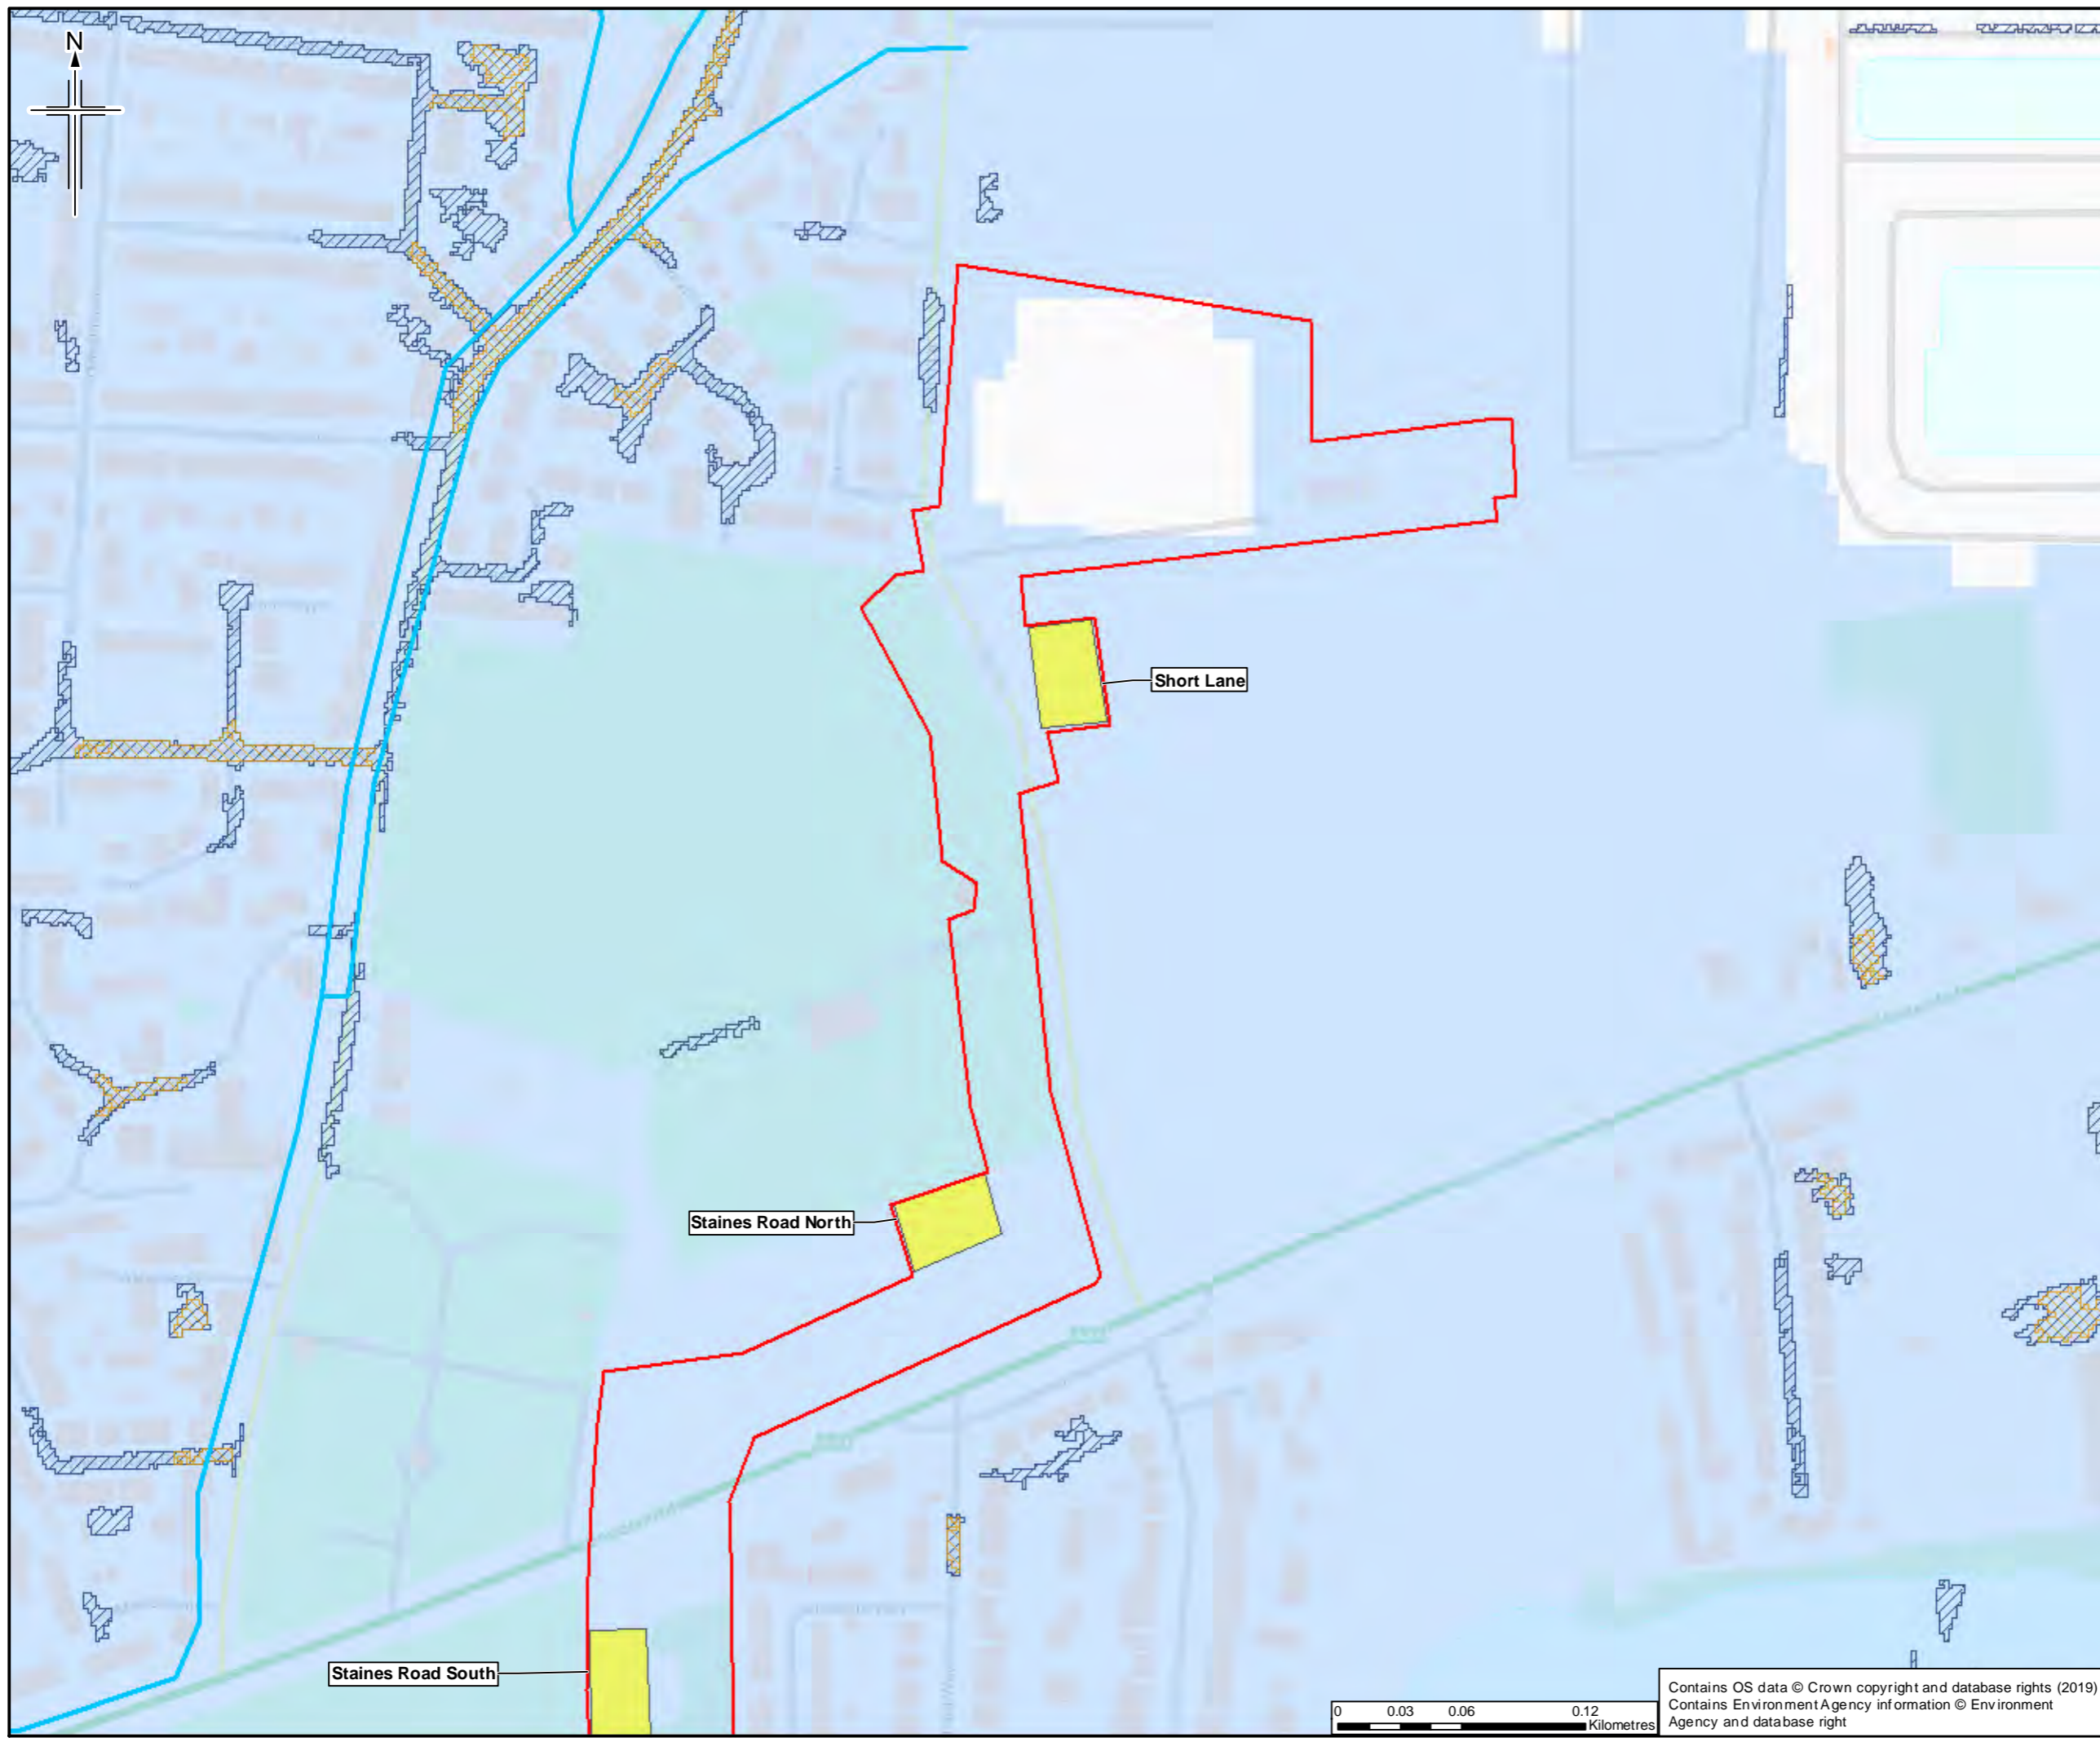 N
Short Lane
Staines Road North
Staines Road South
0 0.03 0.06 0.12
Kilometres
Contains OS data © Crown copyright and database rights (2019)
Contains Environment Agency information © Environment
Agency and database right